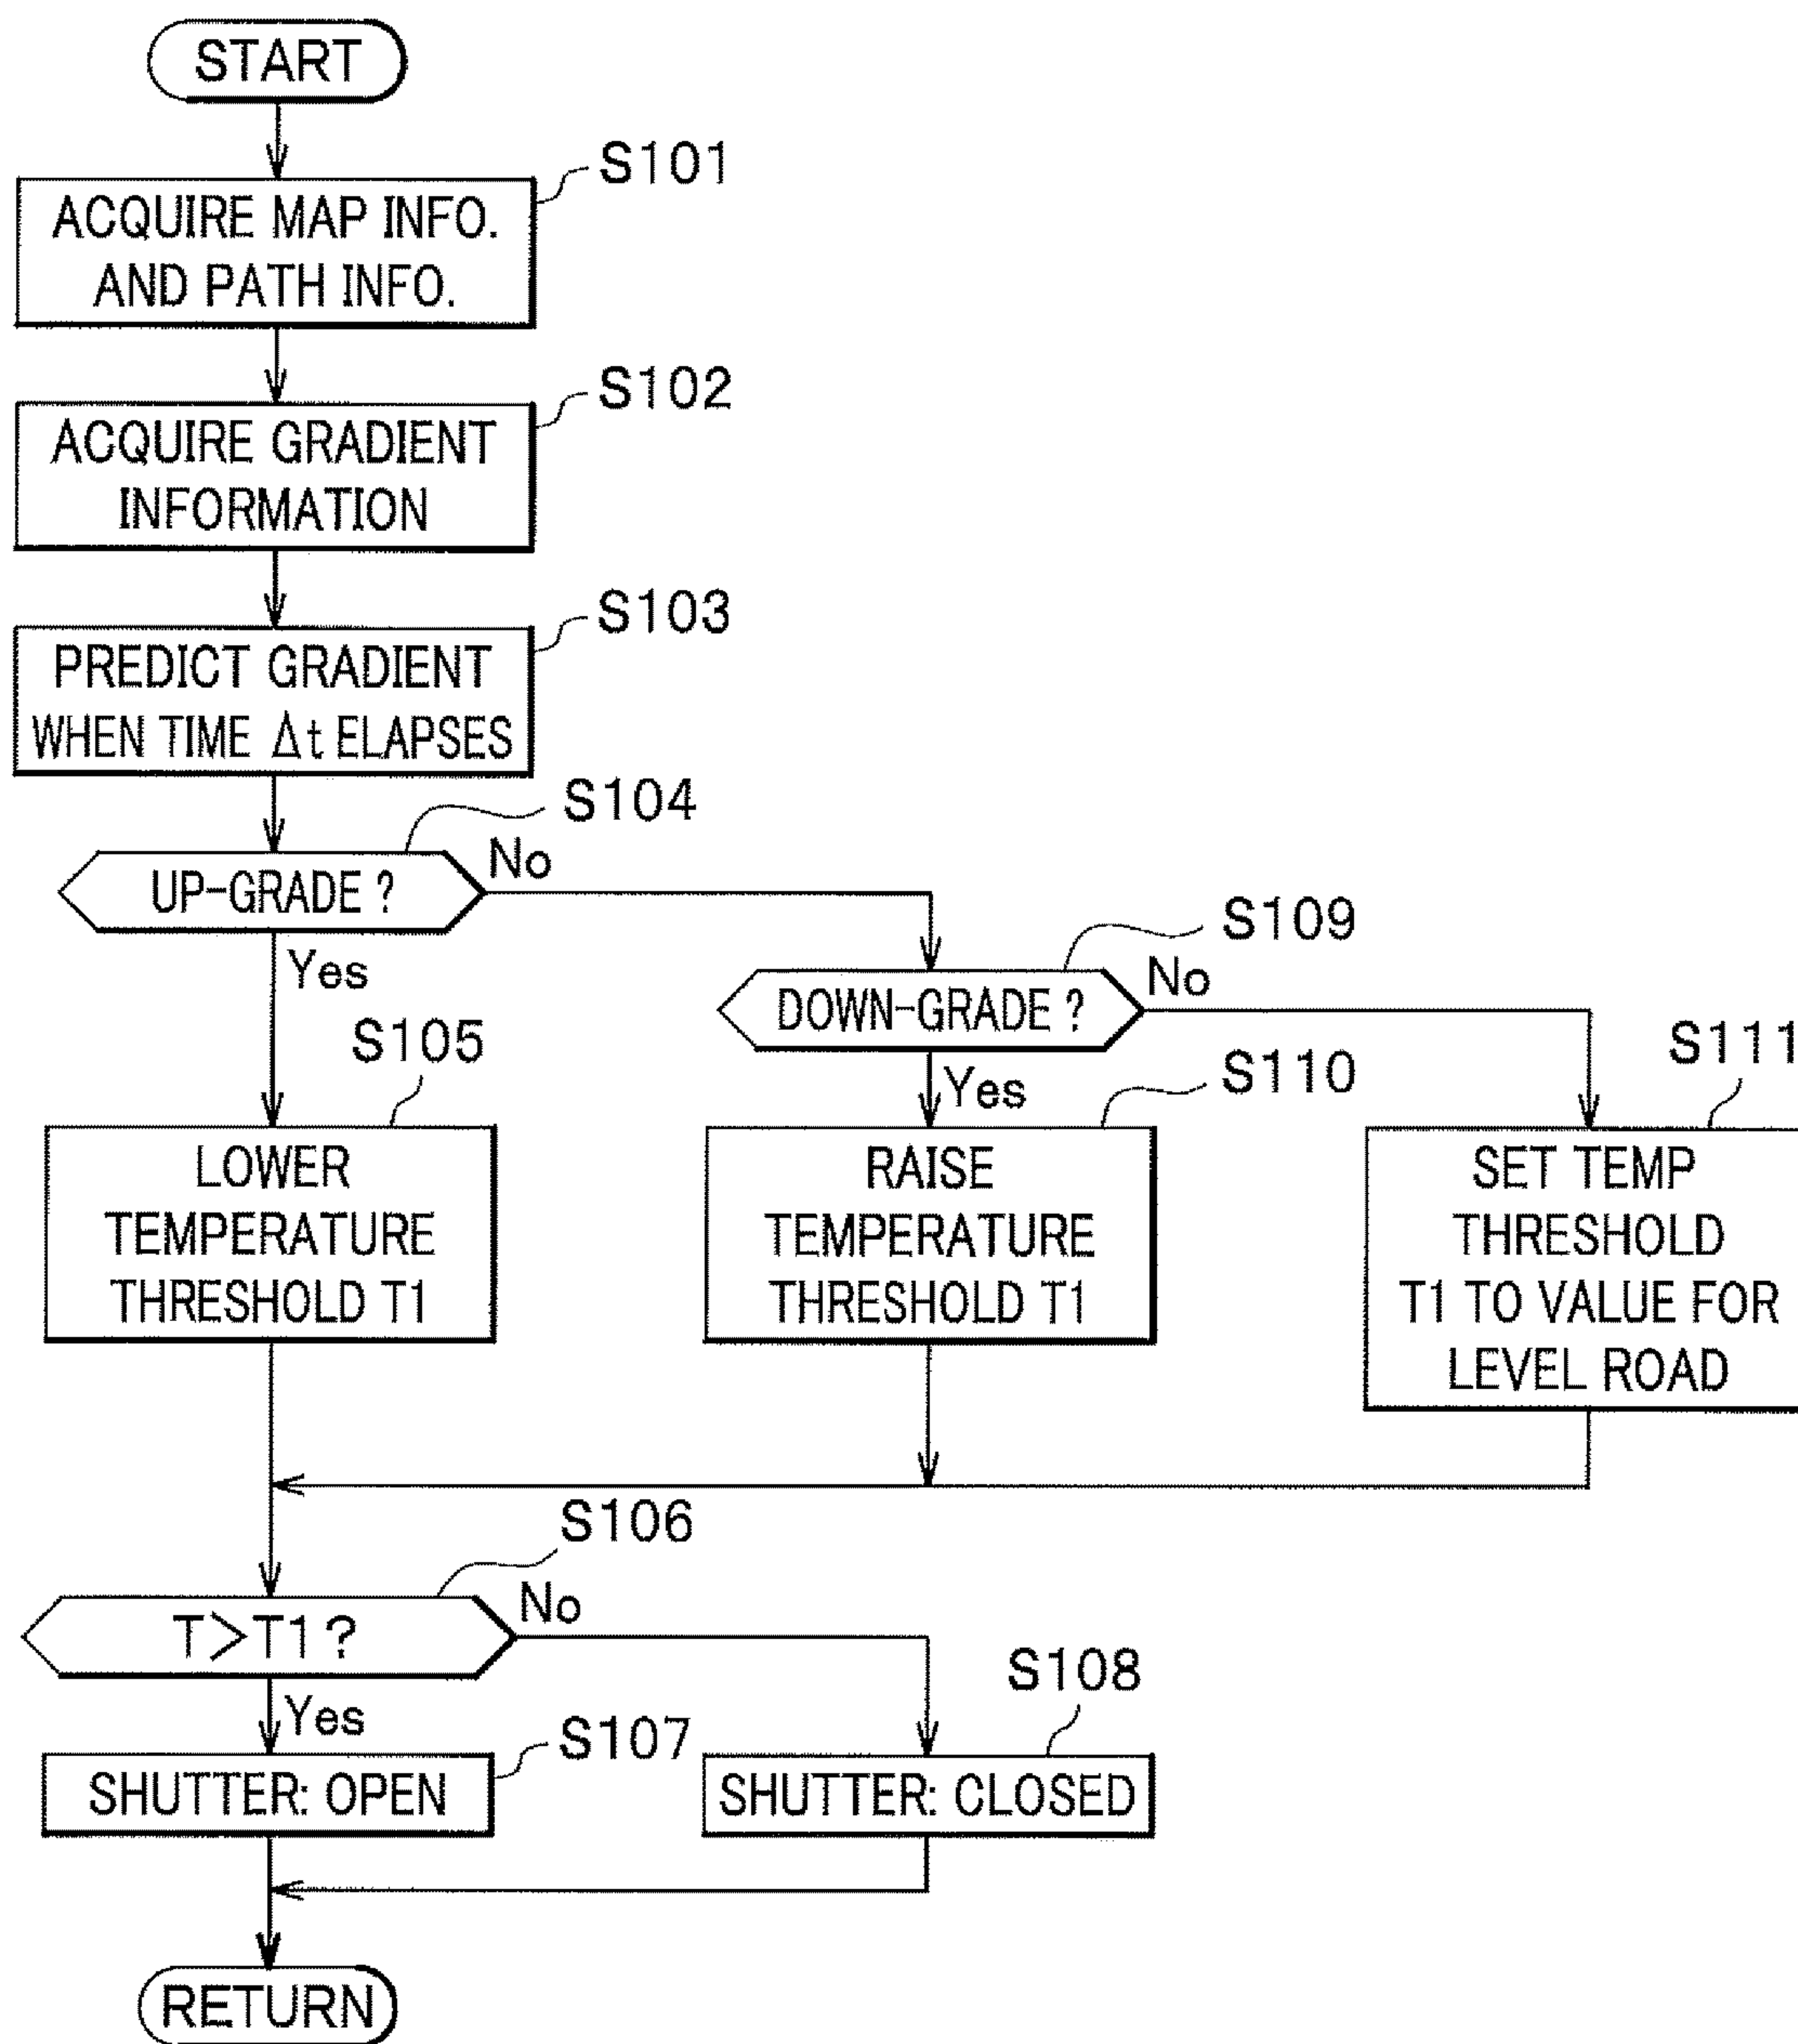 START
S101
ACQUIRE MAP INFO.
AND PATH INFO.
S102
ACQUIRE GRADIENT
INFORMATION
S103
PREDICT GRADIENT
WHEN TIME Δt ELAPSES
S104
UP-GRADE ?
No
Yes
S109
DOWN-GRADE ?
No
Yes
S105
LOWER
TEMPERATURE
THRESHOLD T1
S110
RAISE
TEMPERATURE
THRESHOLD T1
S111
SET TEMP
THRESHOLD
T1 TO VALUE FOR
LEVEL ROAD
S106
T>T1 ?
No
Yes
S107
SHUTTER: OPEN
S108
SHUTTER: CLOSED
RETURN